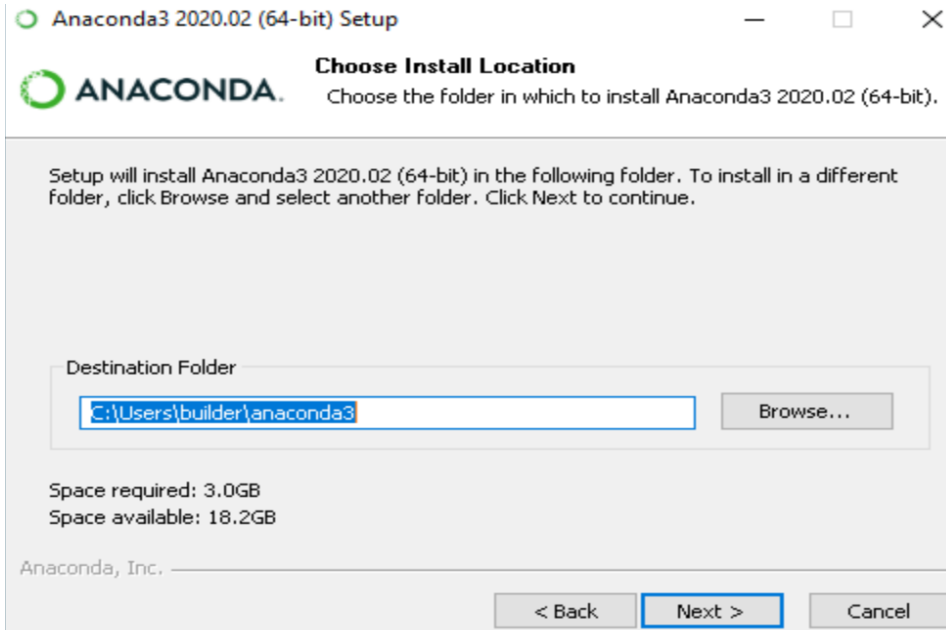 Anaconda3 2020.02 (64-bit) Setup
ANACONDA.
Choose Install Location
Choose the folder in which to install Anaconda3 2020.02 (64-bit).
Setup will install Anaconda3 2020.02 (64-bit) in the following folder. To install in a different
folder, click Browse and select another folder. Click Next to continue.
Destination Folder
C:\Users\builder\anaconda3
Browse...
Space required: 3.0GB
Space available: 18.2GB
Anaconda, Inc.
< Back
Next >
Cancel